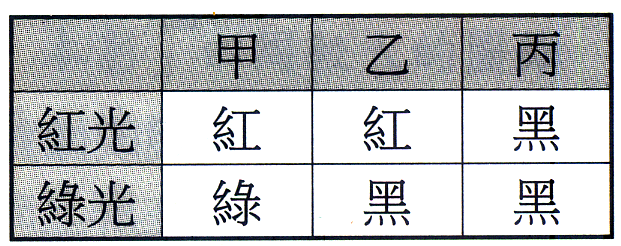 甲 乙 丙
紅光 紅 紅 黑
綠光 綠 黑 黑